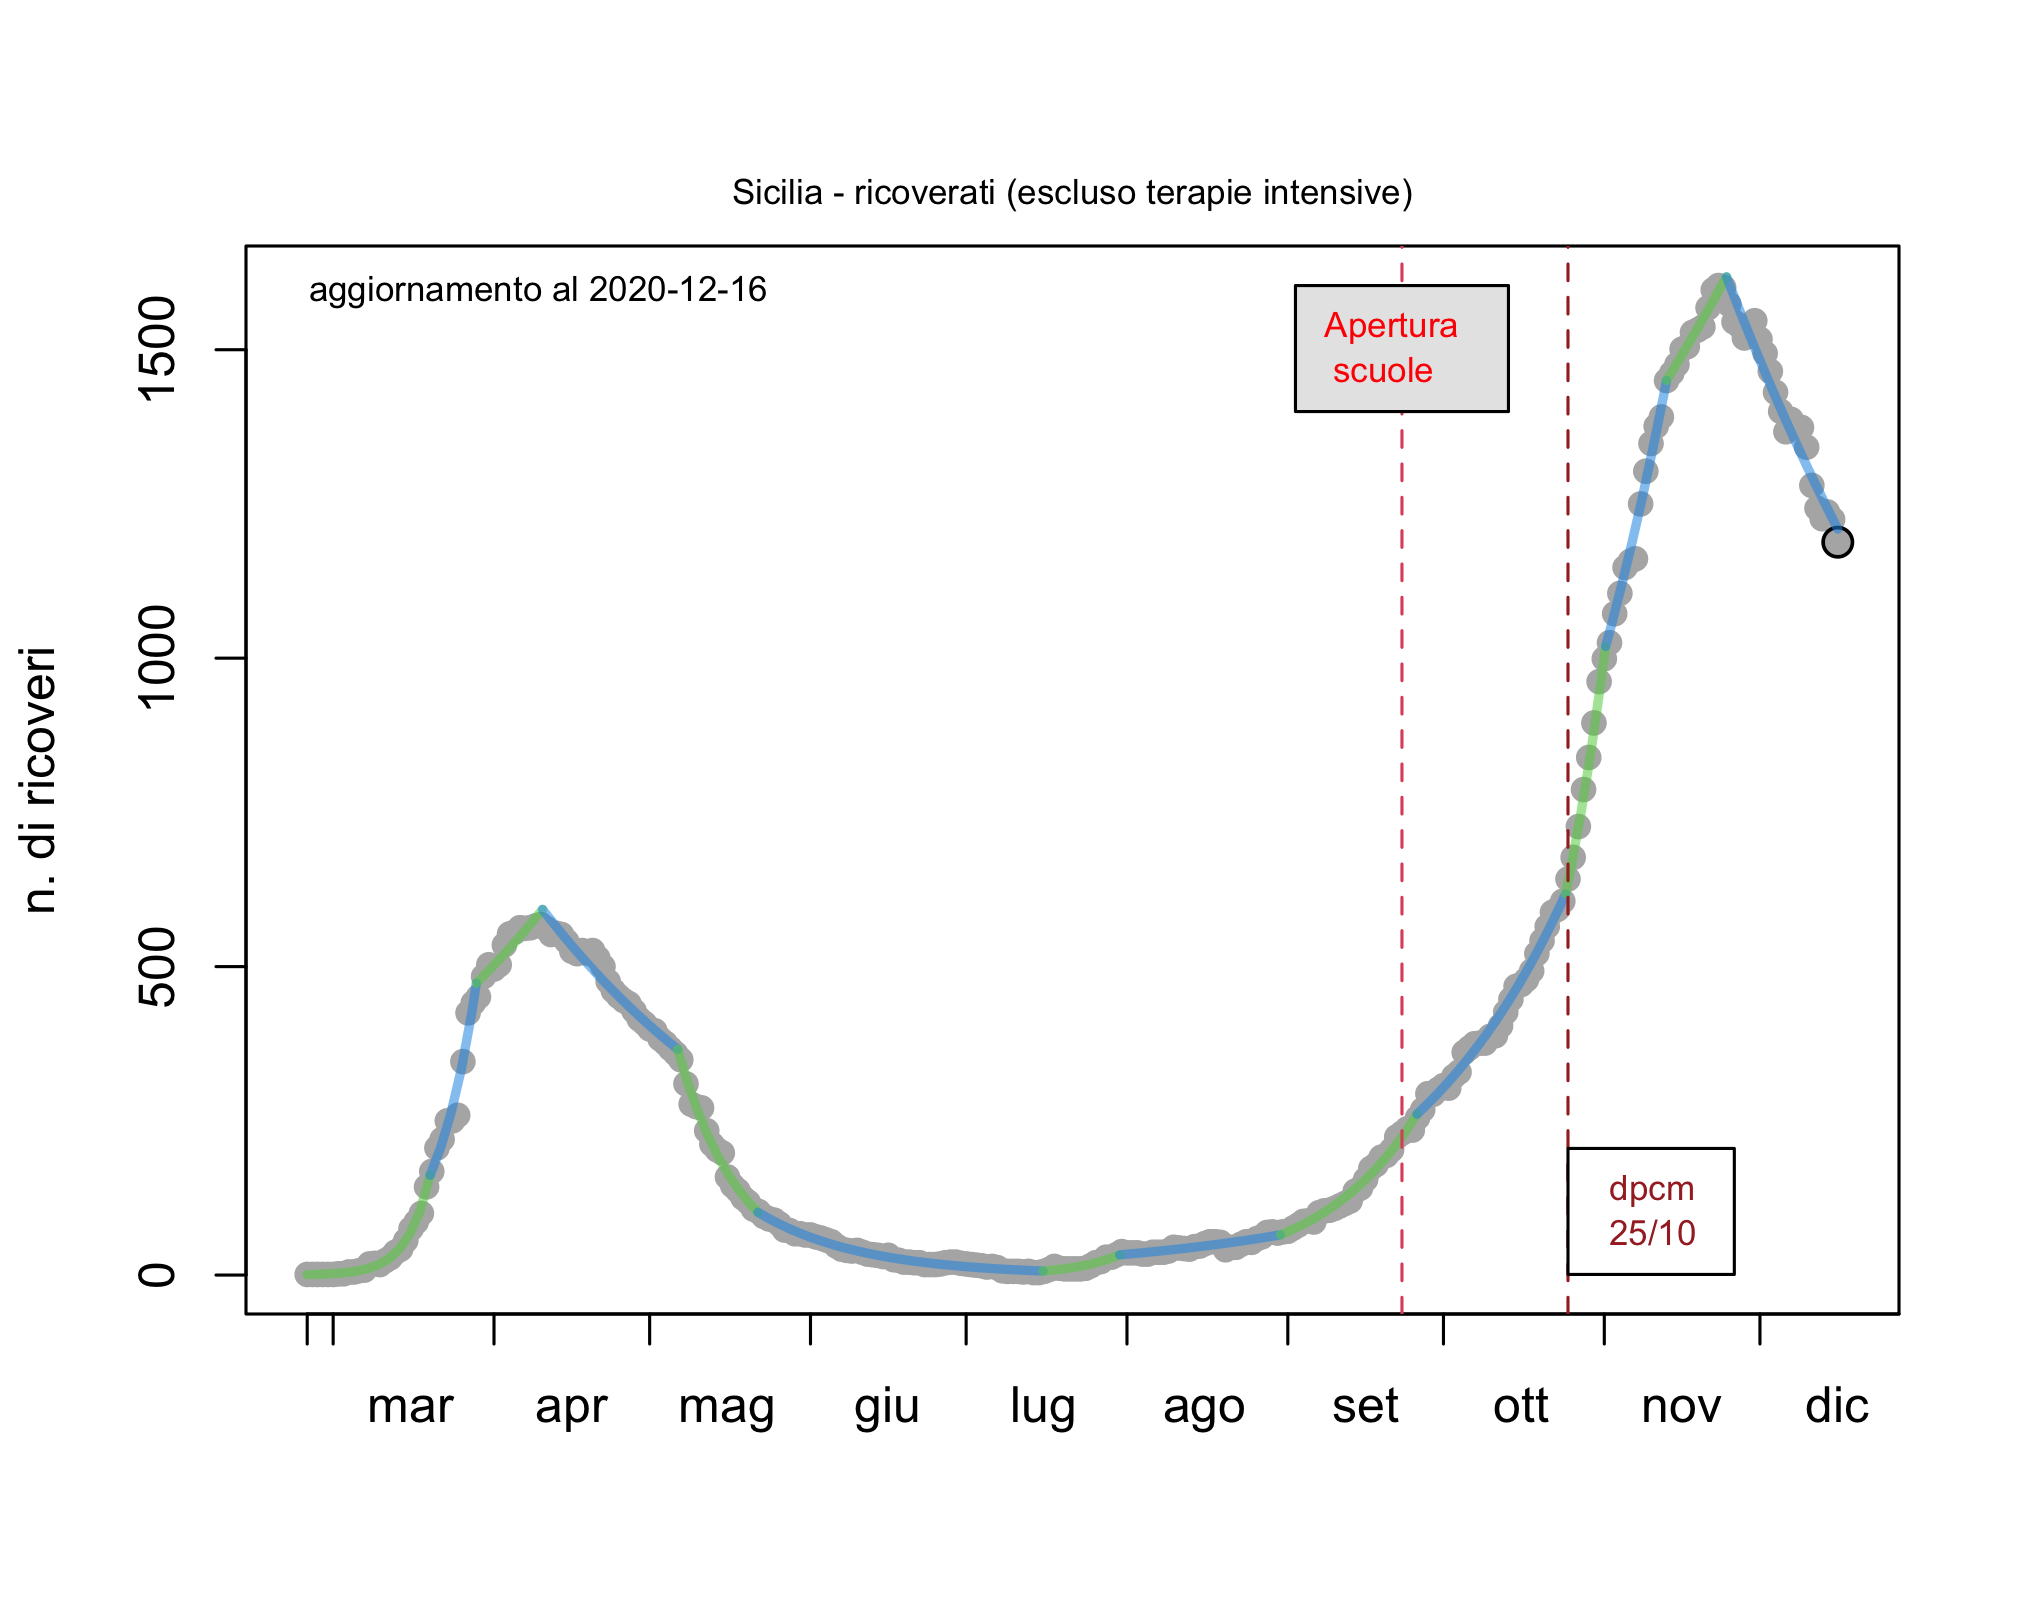 Sicilia - ricoverati (escluso terapie intensive)
aggiornamento al 2020-12-16
Apertura
scuole
dpcm
25/10
n. di ricoveri
1500
1000
500
0
mar apr mag giu lug ago set ott nov dic